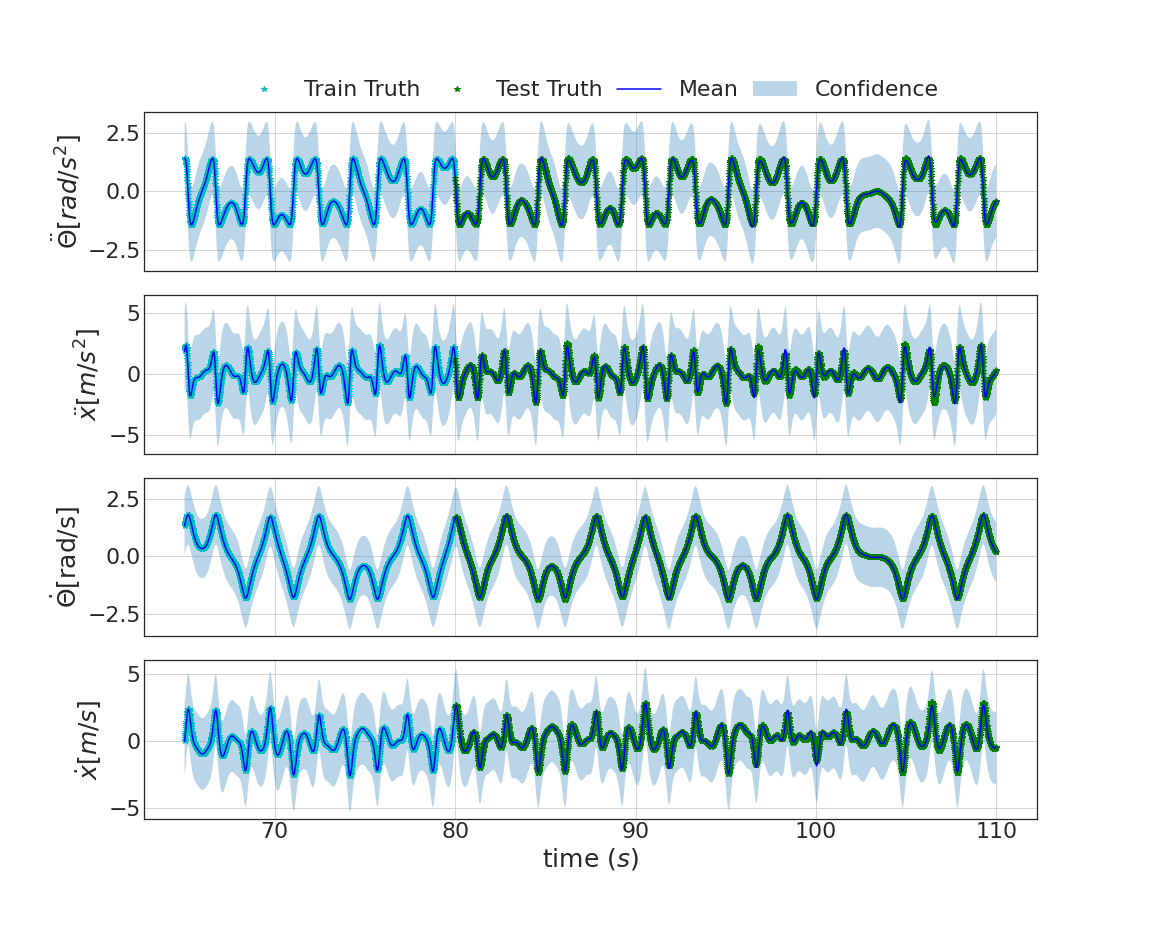 Train Truth Test Truth Mean Confidence
2.5
0.0
−2.5
Θ̈[rad/s²]
5
0
−5
ẍ[m/s²]
2.5
0.0
−2.5
Θ̇[rad/s]
5
0
−5
ẋ[m/s]
70 80 90 100 110
time (s)